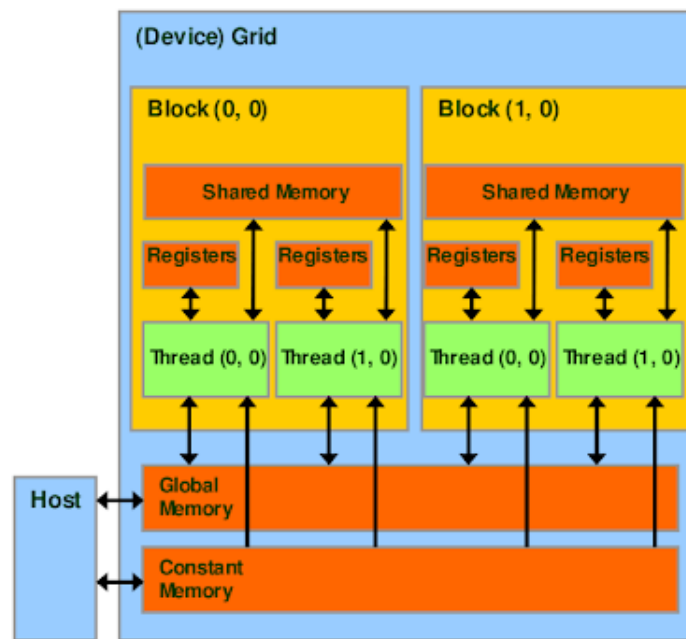 (Device) Grid
Block (0, 0)
Block (1, 0)
Shared Memory
Shared Memory
Registers
Registers
Registers
Registers
Thread (0, 0)
Thread (1, 0)
Thread (0, 0)
Thread (1, 0)
Host
Global
Memory
Constant
Memory